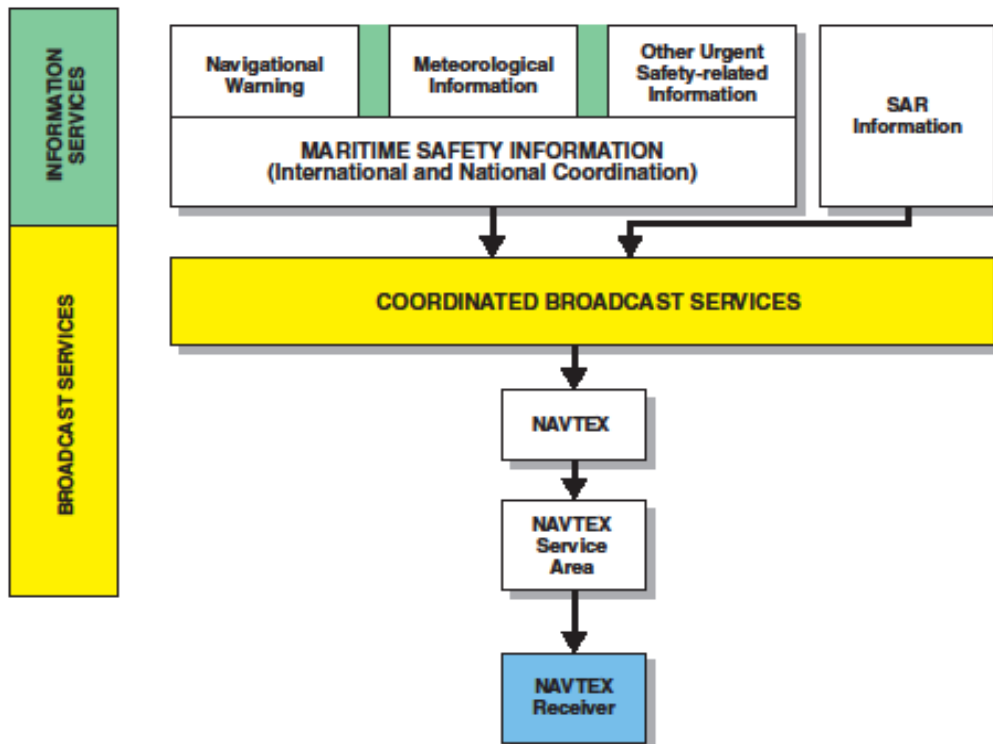 INFORMATION
SERVICES
Navigational
Warning
Meteorological
Information
Other Urgent
Safety-related
Information
SAR
Information
MARITIME SAFETY INFORMATION
(International and National Coordination)
BROADCAST SERVICES
COORDINATED BROADCAST SERVICES
NAVTEX
NAVTEX
Service
Area
NAVTEX
Receiver